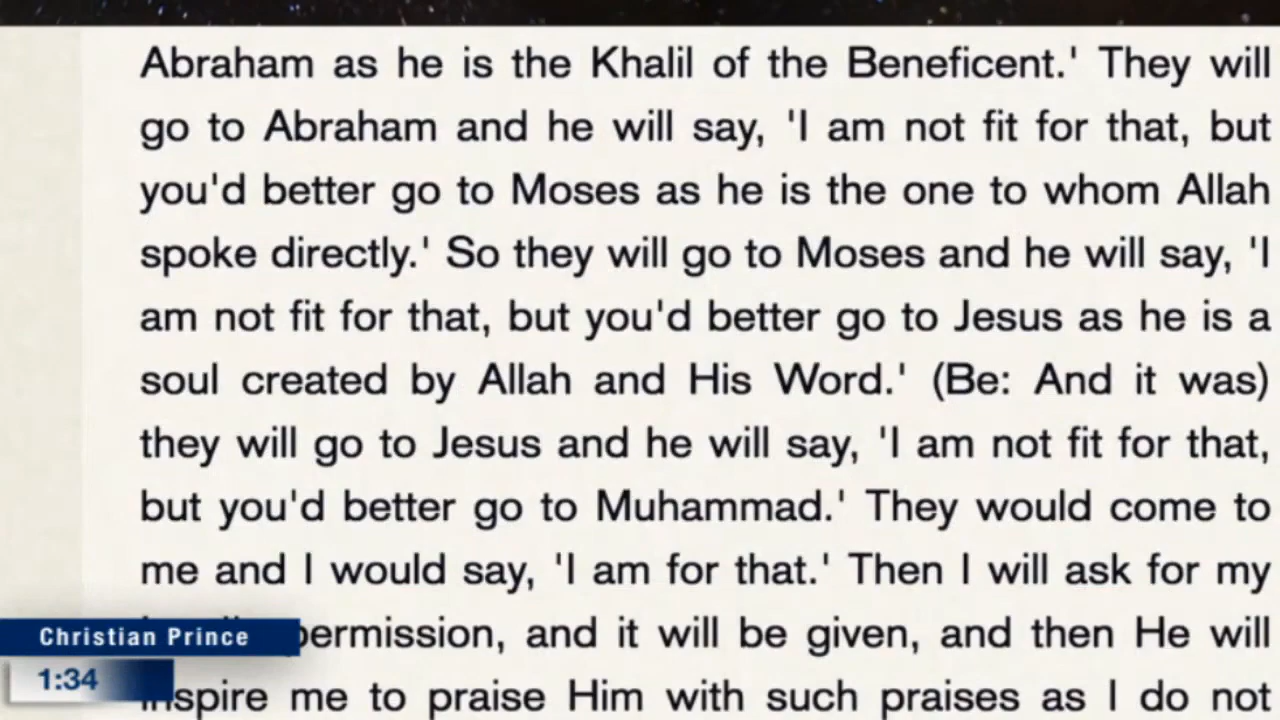 Abraham as he is the Khalil of the Beneficent.' They will
go to Abraham and he will say, 'I am not fit for that, but
you'd better go to Moses as he is the one to whom Allah
spoke directly.' So they will go to Moses and he will say, 'I
am not fit for that, but you'd better go to Jesus as he is a
soul created by Allah and His Word.' (Be: And it was)
they will go to Jesus and he will say, 'I am not fit for that,
but you'd better go to Muhammad.' They would come to
me and I would say, 'I am for that.' Then I will ask for my
permission, and it will be given, and then He will
inspire me to praise Him with such praises as I do not
Christian Prince
1:34